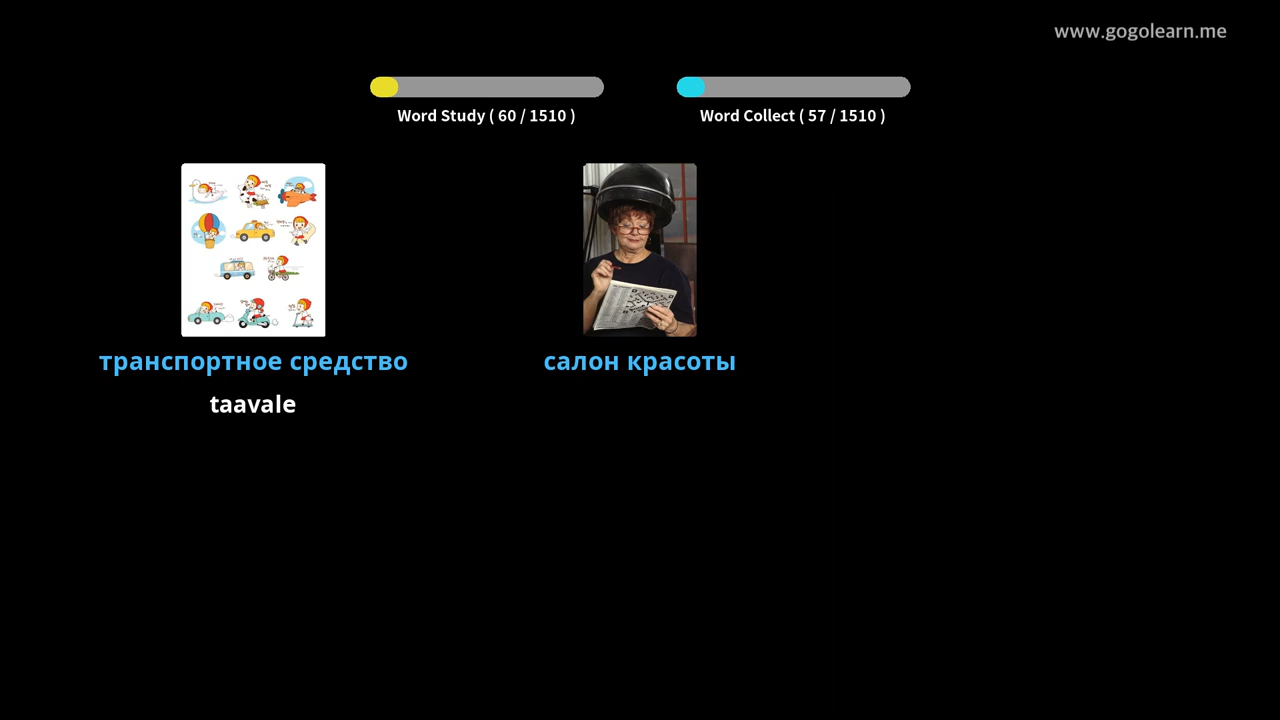 www.gogolearn.me
Word Study ( 60 / 1510 )
Word Collect ( 57 / 1510 )
транспортное средство
салон красоты
taavale